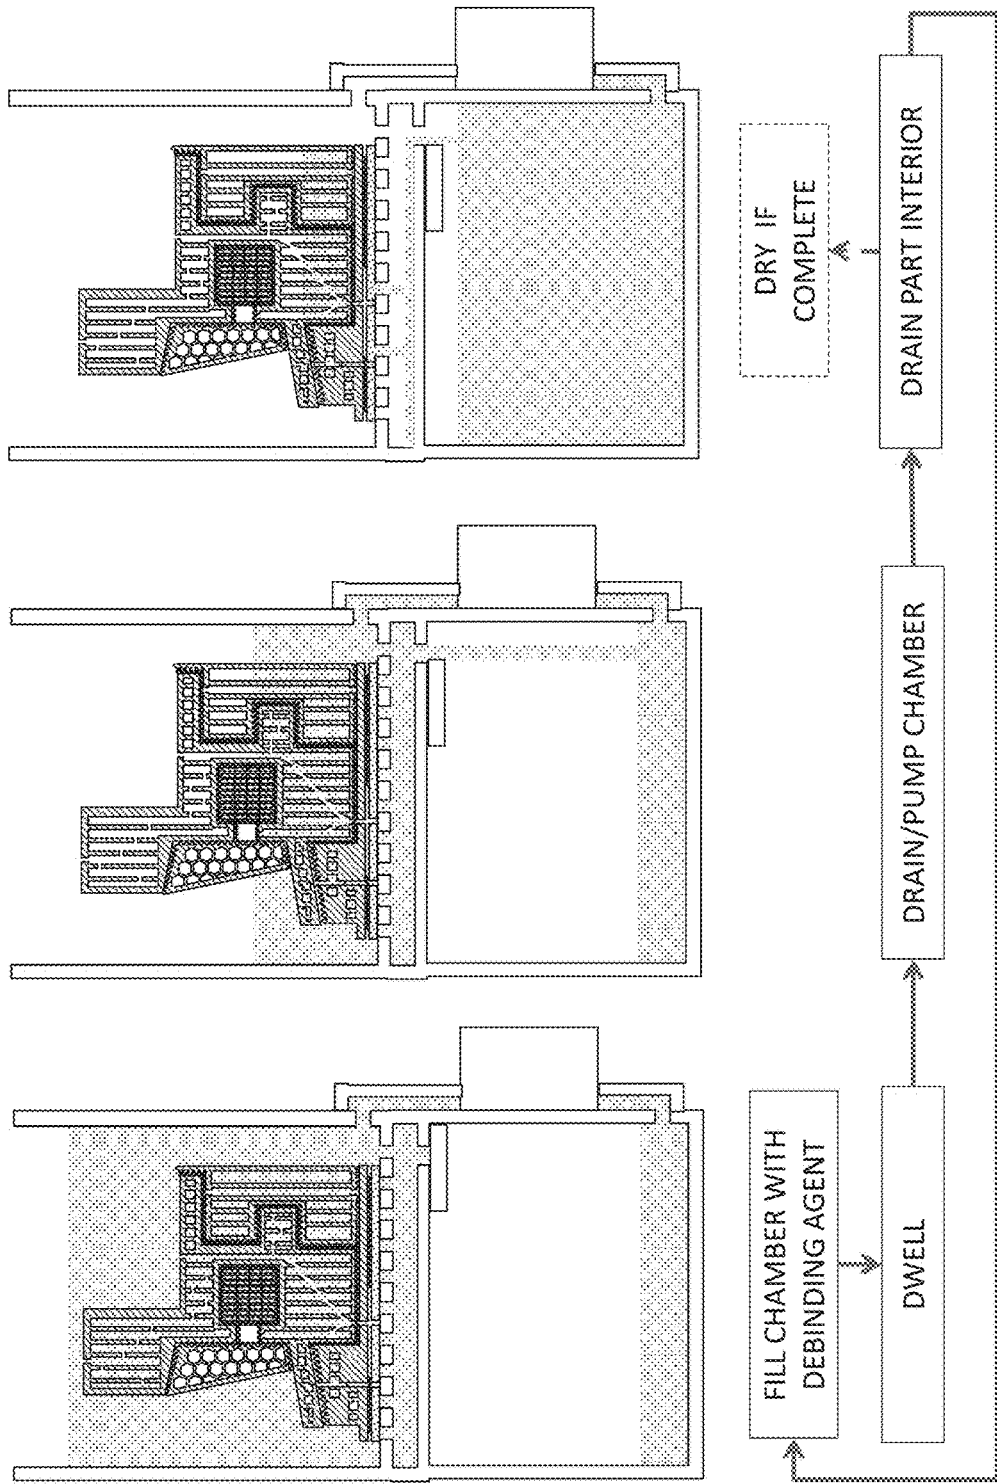 FILL CHAMBER WITH
DEBINDING AGENT
DWELL
DRAIN/PUMP CHAMBER
DRAIN PART INTERIOR
DRY IF
COMPLETE